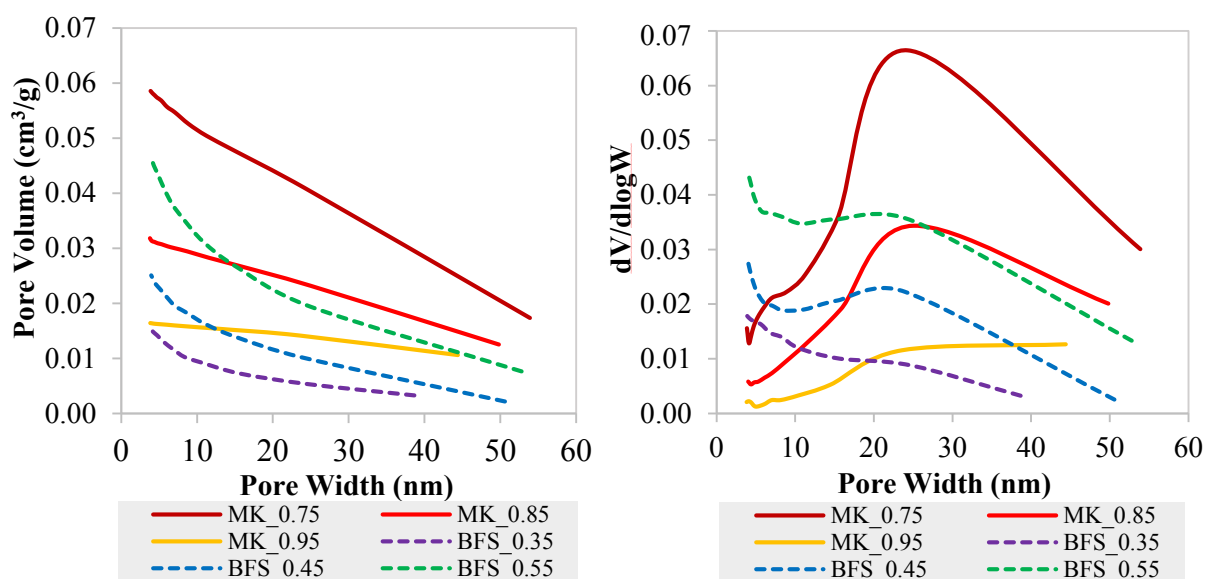 0.07
0.06
0.05
0.04
0.03
0.02
0.01
0.00
Pore Volume (cm³/g)
0 10 20 30 40 50 60
Pore Width (nm)
MK_0.75 MK_0.85
MK_0.95 BFS_0.35
BFS_0.45 BFS_0.55
0.07
0.06
0.05
0.04
0.03
0.02
0.01
0.00
dV/dlogW
0 10 20 30 40 50 60
Pore Width (nm)
MK_0.75 MK_0.85
MK_0.95 BFS_0.35
BFS_0.45 BFS_0.55